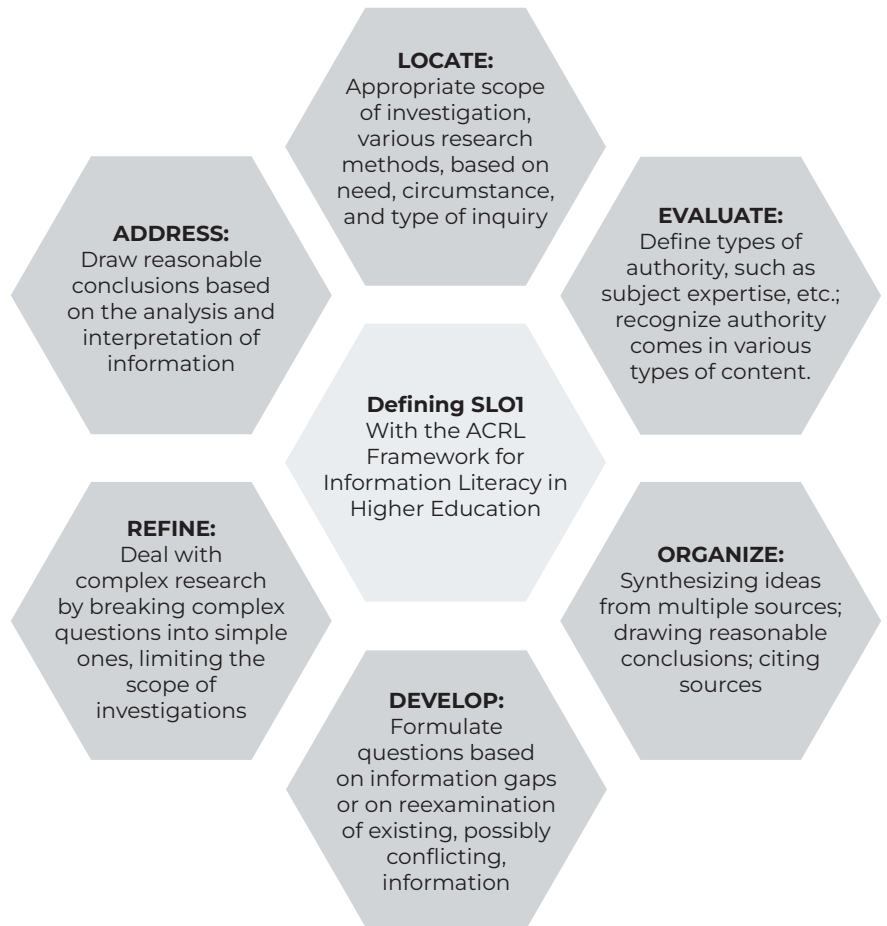 LOCATE:
Appropriate scope
of investigation,
various research
methods, based on
need, circumstance,
and type of inquiry
EVALUATE:
Define types of
authority, such as
subject expertise, etc.;
recognize authority
comes in various
types of content.
ORGANIZE:
Synthesizing ideas
from multiple sources;
drawing reasonable
conclusions; citing
sources
DEVELOP:
Formulate
questions based
on information gaps
or on reexamination
of existing, possibly
conflicting,
information
REFINE:
Deal with
complex research
by breaking complex
questions into simple
ones, limiting the
scope of
investigations
ADDRESS:
Draw reasonable
conclusions based
on the analysis and
interpretation of
information
Defining SLO1
With the ACRL
Framework for
Information Literacy in
Higher Education